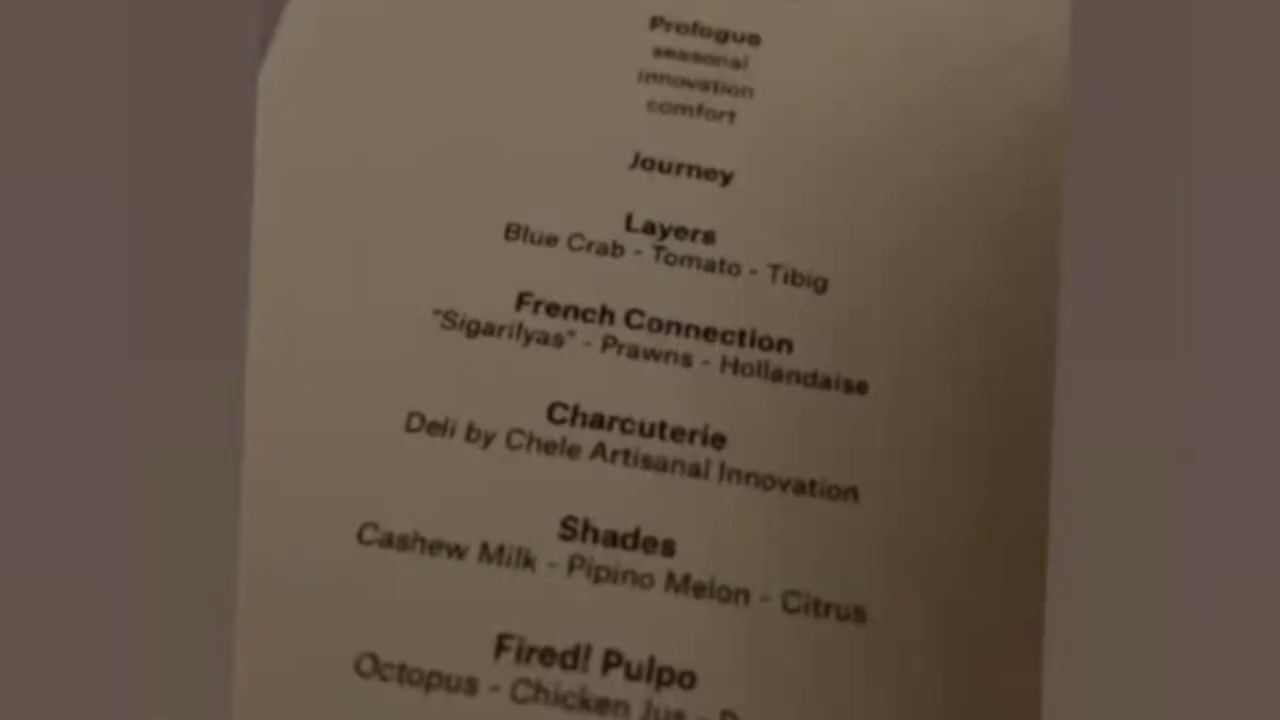 Prologue
seasonal
innovation
comfort
Journey
Layers
Blue Crab - Tomato - Tibig
French Connection
"Sigarilyas" - Prawns - Hollandaise
Charcuterie
Deli by Chele Artisanal Innovation
Shades
Cashew Milk - Pipino Melon - Citrus
Fired! Pulpo
Octopus - Chicken Jus -